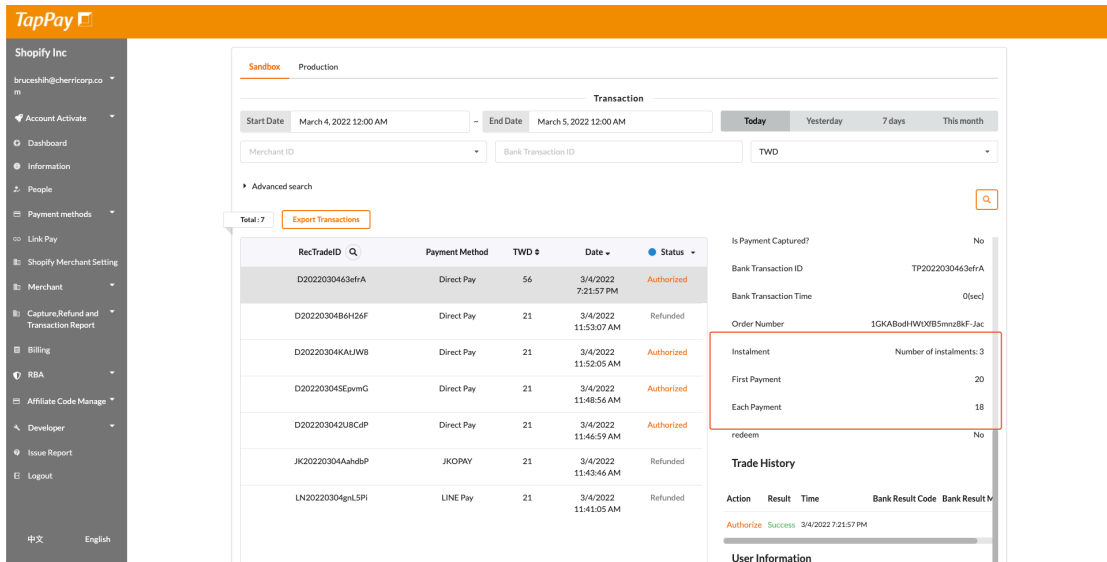 TapPay
Shopify Inc
bruceshih@cherricorp.co
m
Account Activate
Dashboard
Information
People
Payment methods
Link Pay
Shopify Merchant Setting
Merchant
Capture,Refund and
Transaction Report
Billing
RBA
Affiliate Code Manage
Developer
Issue Report
Logout
中文 English
Sandbox Production
Transaction
Start Date March 4, 2022 12:00 AM – End Date March 5, 2022 12:00 AM Today Yesterday 7 days This month
Merchant ID Bank Transaction ID TWD
Advanced search
Total : 7 Export Transactions
RecTradeID Payment Method TWD Date Status
D2022030463efrA Direct Pay 56 3/4/2022 Authorized
7:21:57 PM
D20220304B6H26F Direct Pay 21 3/4/2022 Refunded
11:53:07 AM
D20220304KAtJW8 Direct Pay 21 3/4/2022 Authorized
11:52:05 AM
D20220304SEpvmG Direct Pay 21 3/4/2022 Authorized
11:48:56 AM
D202203042U8CdP Direct Pay 21 3/4/2022 Authorized
11:46:59 AM
JK20220304AahdbP JKOPAY 21 3/4/2022 Refunded
11:43:46 AM
LN20220304gnL5Pi LINE Pay 21 3/4/2022 Refunded
11:41:05 AM
Is Payment Captured? No
Bank Transaction ID TP2022030463efrA
Bank Transaction Time 0(sec)
Order Number 1GKABodHWtXfB5mnz8kF-Jac
Instalment Number of instalments: 3
First Payment 20
Each Payment 18
redeem No
Trade History
Action Result Time Bank Result Code Bank Result M
Authorize Success 3/4/2022 7:21:57 PM
User Information